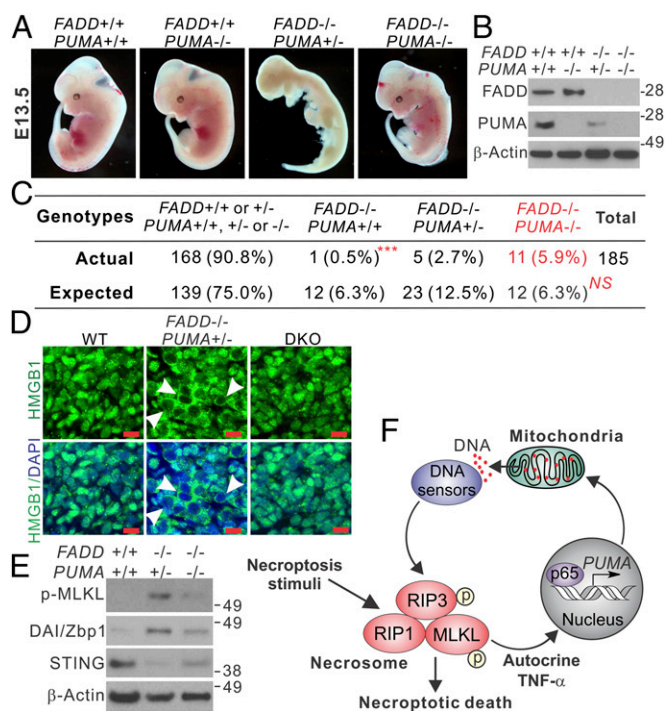 A
FADD+/+ FADD+/+ FADD-/- FADD-/-
PUMA+/+ PUMA-/- PUMA+/- PUMA-/-
E13.5
B
FADD +/+ +/+ -/- -/-
PUMA +/+ -/- +/- -/-
FADD -28
-28
PUMA
-49
β-Actin
C
Genotypes FADD+/+ or +/- PUMA+/+, +/- or -/- FADD-/- PUMA+/+ FADD-/- PUMA+/- FADD-/- PUMA-/- Total
Actual 168 (90.8%) 1 (0.5%)*** 5 (2.7%) 11 (5.9%) 185
Expected 139 (75.0%) 12 (6.3%) 23 (12.5%) 12 (6.3%) NS
D
WT FADD-/- PUMA+/- DKO
HMGB1
HMGB1/DAPI
E
FADD +/+ -/- -/-
PUMA +/+ +/- -/-
p-MLKL
-49
DAI/Zbp1
-49
STING
-38
-49
β-Actin
F
DNA
Mitochondria
DNA
sensors
p65 PUMA
Nucleus
Necroptosis
stimuli
RIP3 p
RIP1 MLKL
p
Necrosome
Autocrine
TNF-α
Necroptotic death